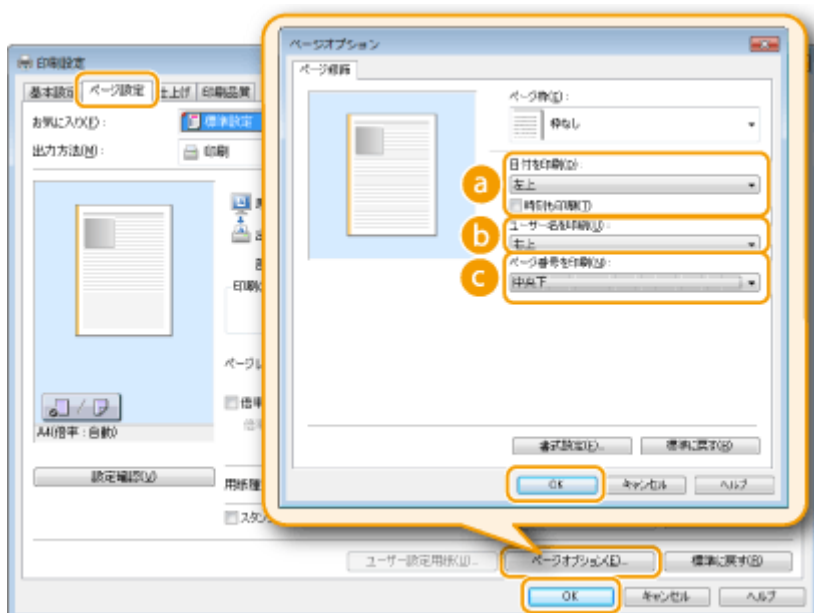 印刷設定
基本設定
ページ設定
仕上げ
印刷品質
お気に入り(F):
標準設定
出力方法(M):
印刷
A4(倍率:自動)
設定確認(V)
用紙種
ユーザー設定用紙(U)...
ページオプション(E)...
標準に戻す(R)
OK
キャンセル
ヘルプ
ページオプション
ページ修飾
ページ枠(E):
枠なし
a
日付を印刷(D):
左上
時刻も印刷(T)
b
ユーザー名を印刷(U):
右上
c
ページ番号を印刷(N):
中央下
書式設定(F)...
標準に戻す(R)
OK
キャンセル
ヘルプ